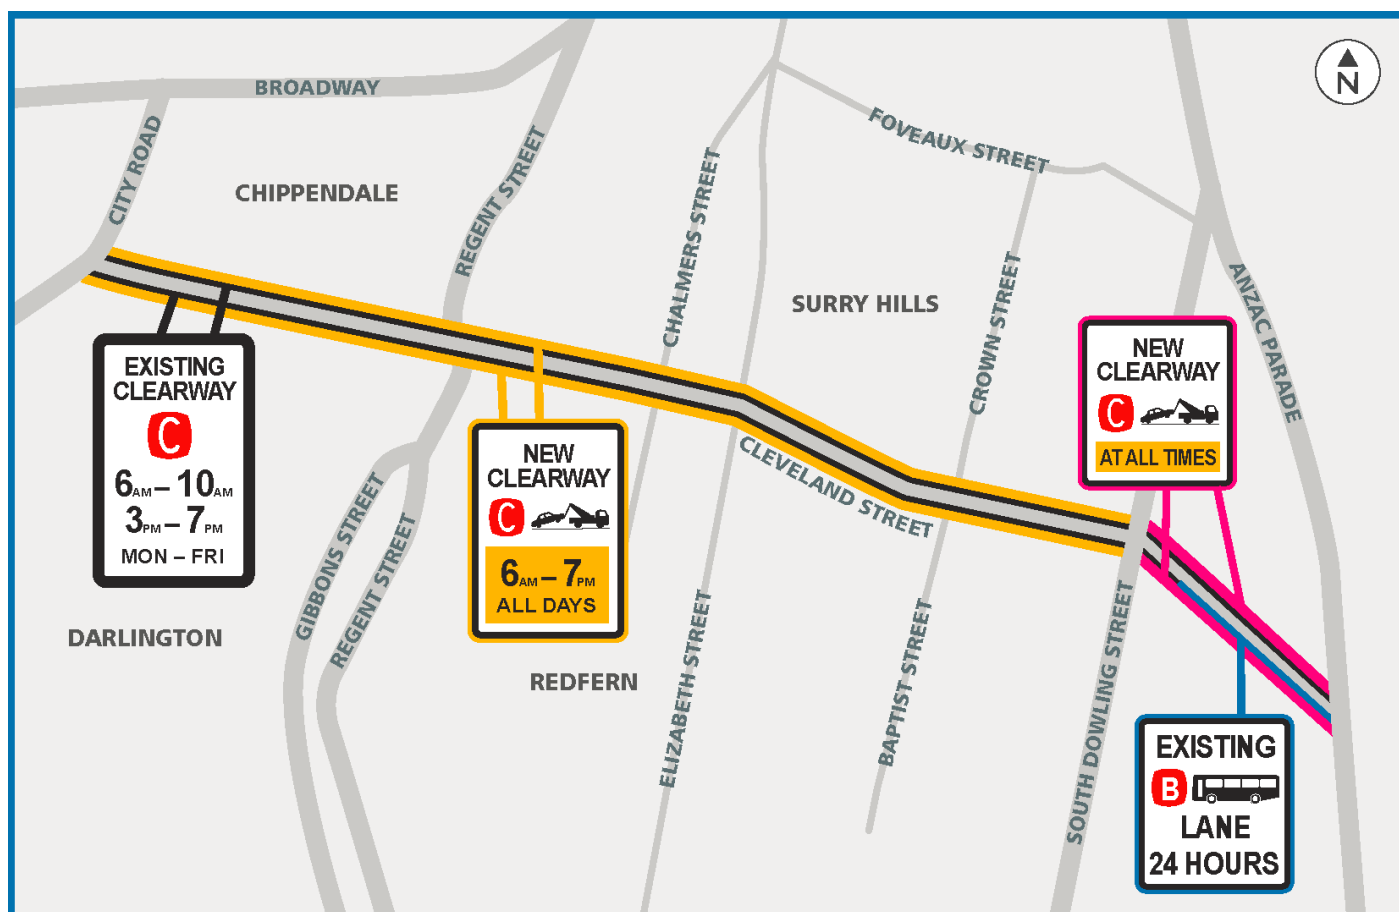 N
BROADWAY
CITY ROAD
CHIPPENDALE
REGENT STREET
CHALMERS STREET
FOVEAUX STREET
SURRY HILLS
CROWN STREET
ANZAC PARADE
EXISTING
CLEARWAY
C
6AM – 10AM
3PM – 7PM
MON – FRI
NEW
CLEARWAY
C
6AM – 7PM
ALL DAYS
NEW
CLEARWAY
C
AT ALL TIMES
CLEVELAND STREET
GIBBONS STREET
REGENT STREET
DARLINGTON
REDFERN
ELIZABETH STREET
BAPTIST STREET
SOUTH DOWLING STREET
EXISTING
B
LANE
24 HOURS